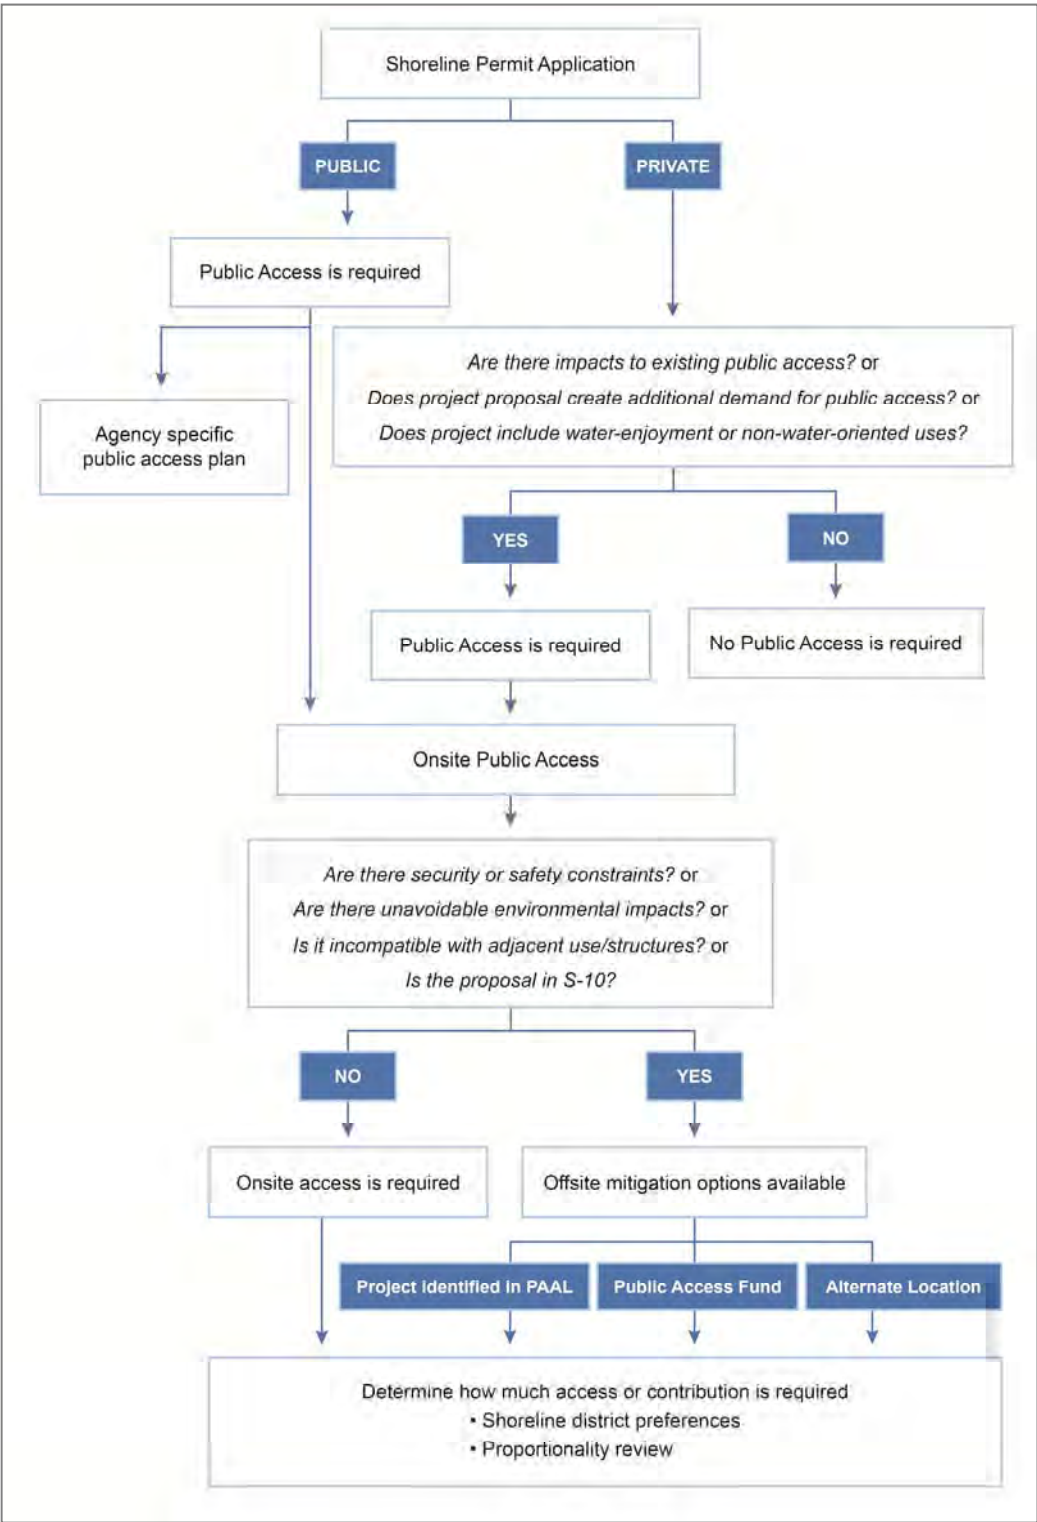 Shoreline Permit Application
PUBLIC
PRIVATE
Public Access is required
Are there impacts to existing public access? or
Does project proposal create additional demand for public access? or
Does project include water-enjoyment or non-water-oriented uses?
Agency specific
public access plan
YES
NO
Public Access is required
No Public Access is required
Onsite Public Access
Are there security or safety constraints? or
Are there unavoidable environmental impacts? or
Is it incompatible with adjacent use/structures? or
Is the proposal in S-10?
NO
YES
Onsite access is required
Offsite mitigation options available
Project identified in PAAL
Public Access Fund
Alternate Location
Determine how much access or contribution is required
• Shoreline district preferences
• Proportionality review